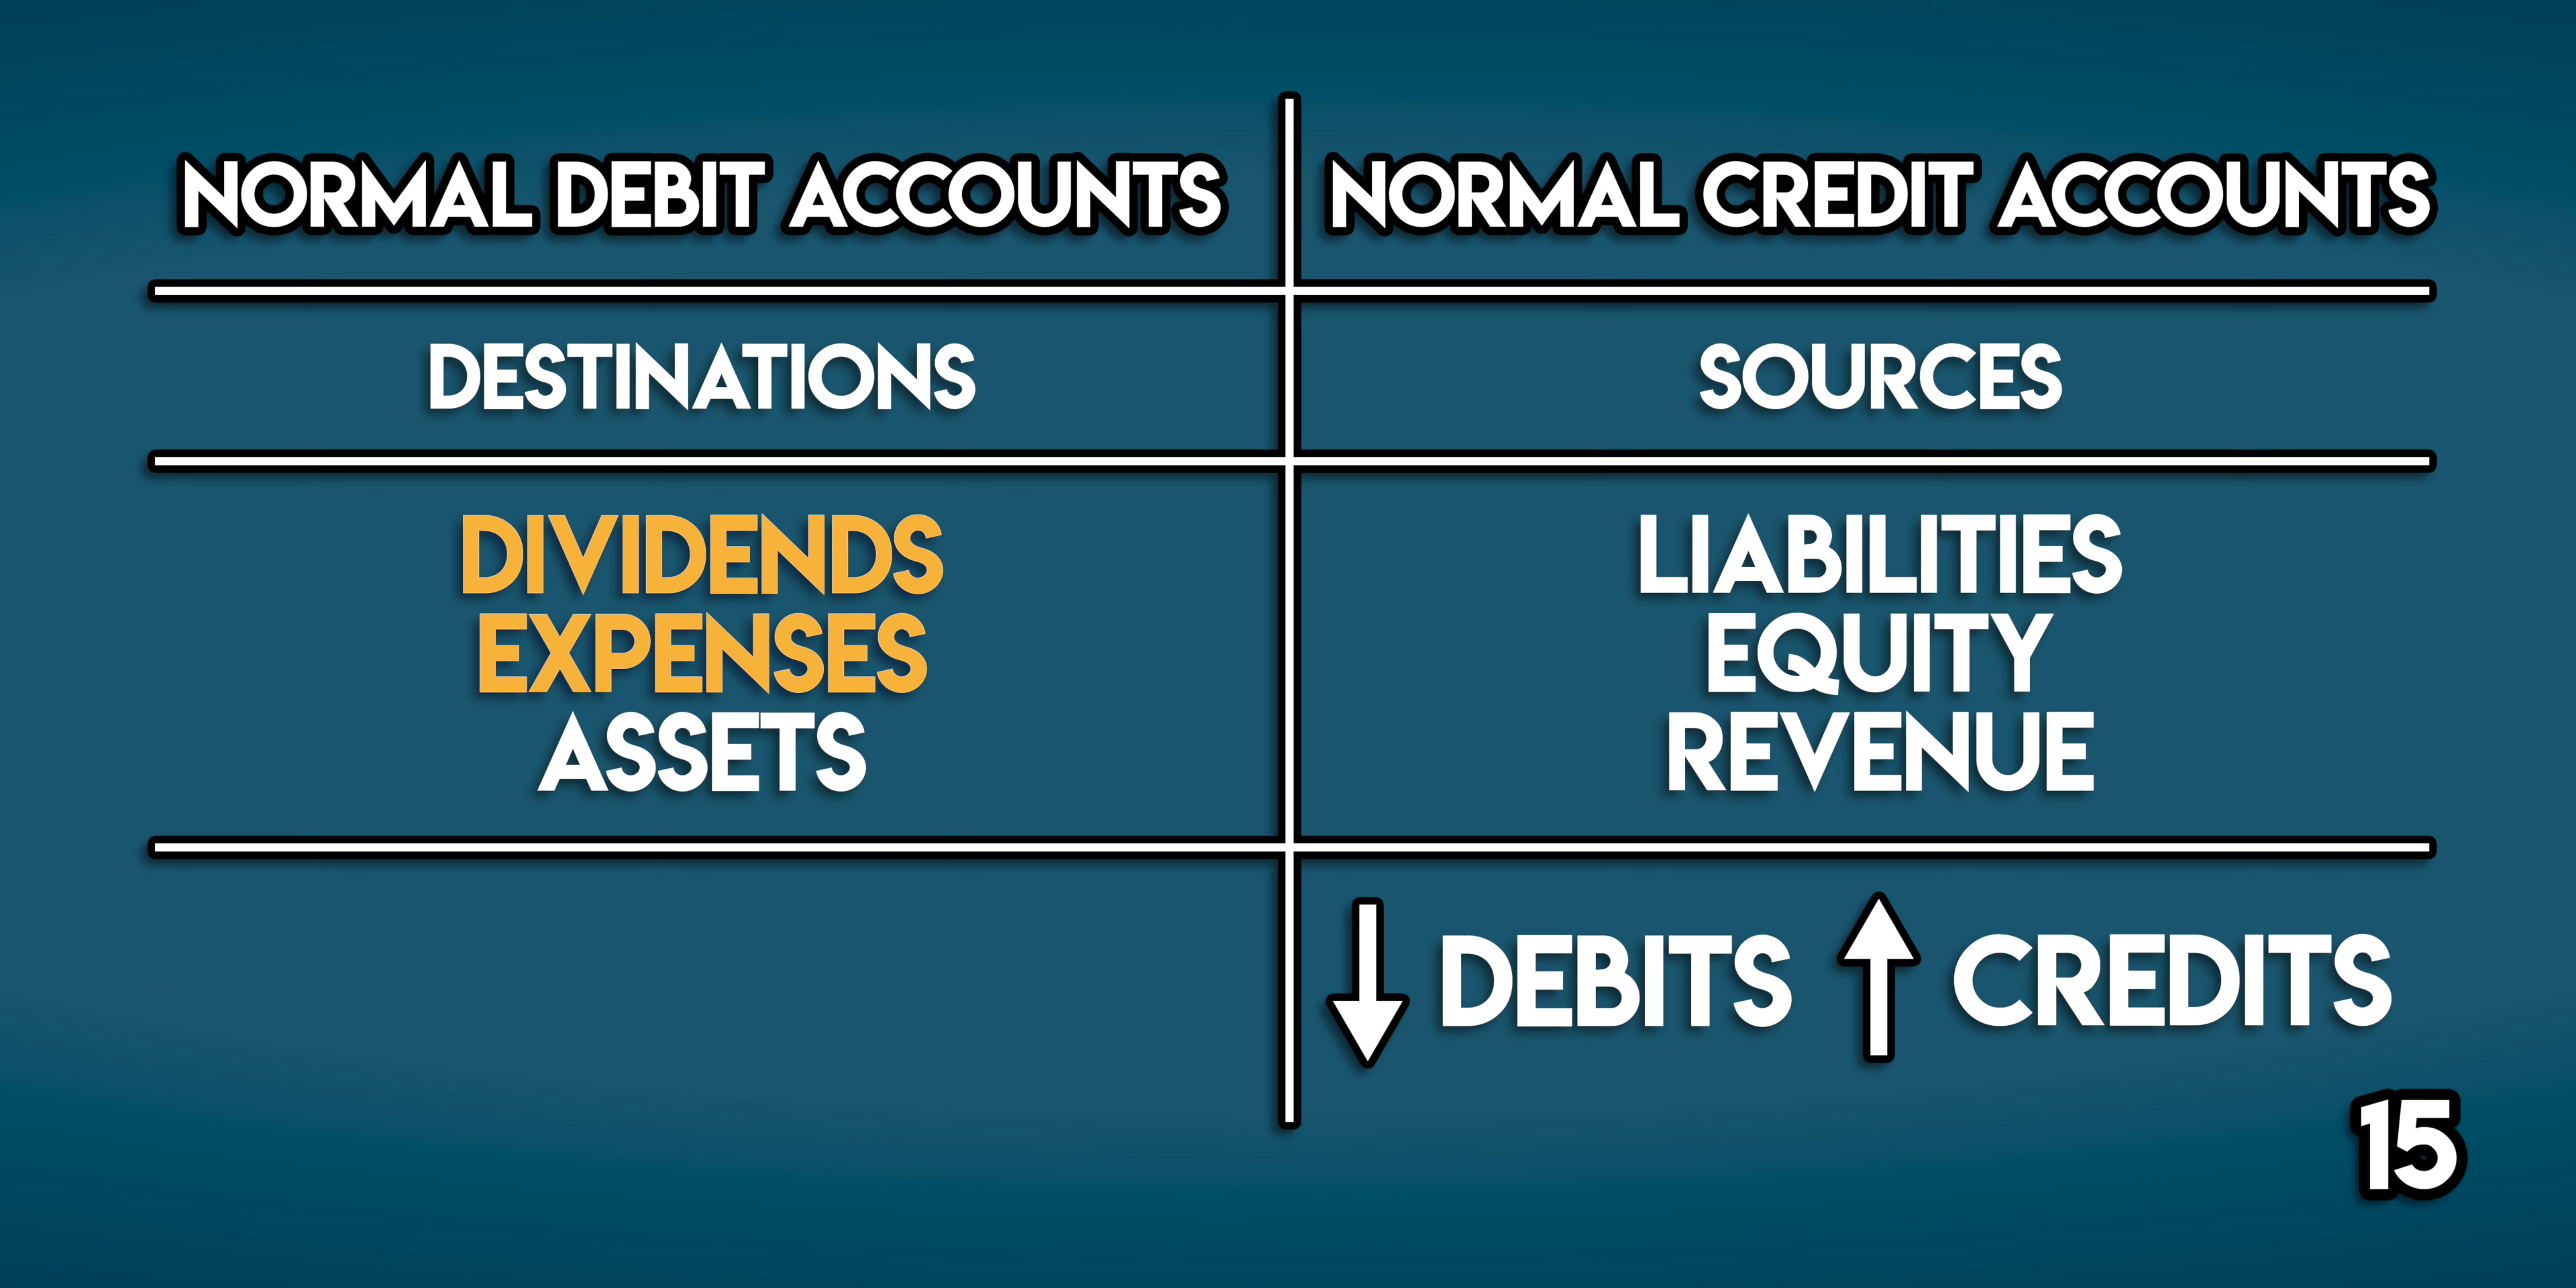 NORMAL DEBIT ACCOUNTS
NORMAL CREDIT ACCOUNTS
DESTINATIONS
SOURCES
DIVIDENDS
EXPENSES
ASSETS
LIABILITIES
EQUITY
REVENUE
DEBITS
CREDITS
15